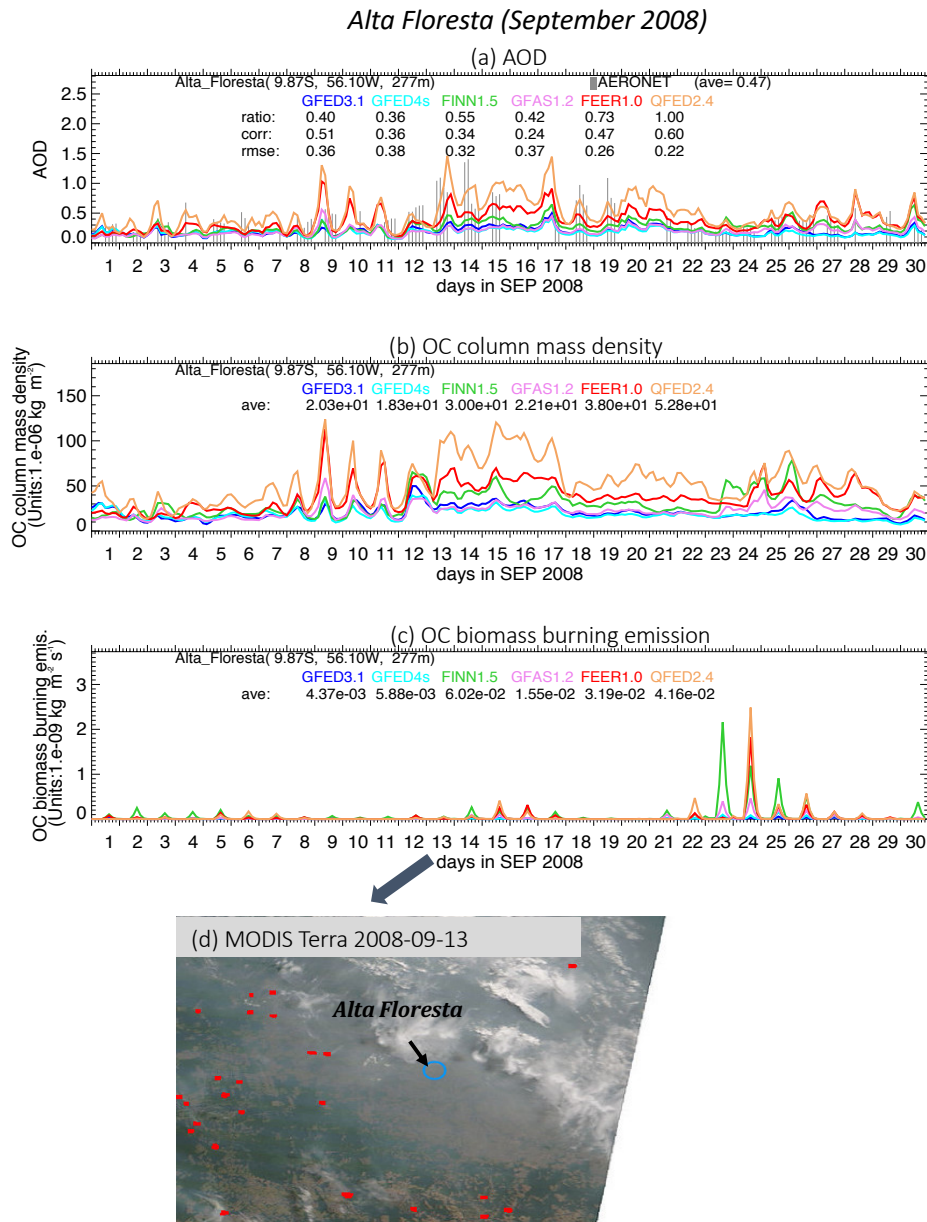 Alta Floresta (September 2008)
(a) AOD
Alta_Floresta( 9.87S, 56.10W, 277m) AERONET (ave= 0.47)
GFED3.1 GFED4s FINN1.5 GFAS1.2 FEER1.0 QFED2.4
ratio: 0.40 0.36 0.55 0.42 0.73 1.00
corr: 0.51 0.36 0.34 0.24 0.47 0.60
rmse: 0.36 0.38 0.32 0.37 0.26 0.22
AOD
2.5
2.0
1.5
1.0
0.5
0.0
1 2 3 4 5 6 7 8 9 10 11 12 13 14 15 16 17 18 19 20 21 22 23 24 25 26 27 28 29 30
days in SEP 2008
(b) OC column mass density
Alta_Floresta( 9.87S, 56.10W, 277m)
GFED3.1 GFED4s FINN1.5 GFAS1.2 FEER1.0 QFED2.4
ave: 2.03e+01 1.83e+01 3.00e+01 2.21e+01 3.80e+01 5.28e+01
OC column mass density
(Units:1.e-06 kg m⁻²)
150
100
50
0
1 2 3 4 5 6 7 8 9 10 11 12 13 14 15 16 17 18 19 20 21 22 23 24 25 26 27 28 29 30
days in SEP 2008
(c) OC biomass burning emission
Alta_Floresta( 9.87S, 56.10W, 277m)
GFED3.1 GFED4s FINN1.5 GFAS1.2 FEER1.0 QFED2.4
ave: 4.37e-03 5.88e-03 6.02e-02 1.55e-02 3.19e-02 4.16e-02
OC biomass burning emis.
(Units:1.e-09 kg m⁻² s⁻¹)
3
2
1
0
1 2 3 4 5 6 7 8 9 10 11 12 13 14 15 16 17 18 19 20 21 22 23 24 25 26 27 28 29 30
days in SEP 2008
(d) MODIS Terra 2008-09-13
Alta Floresta